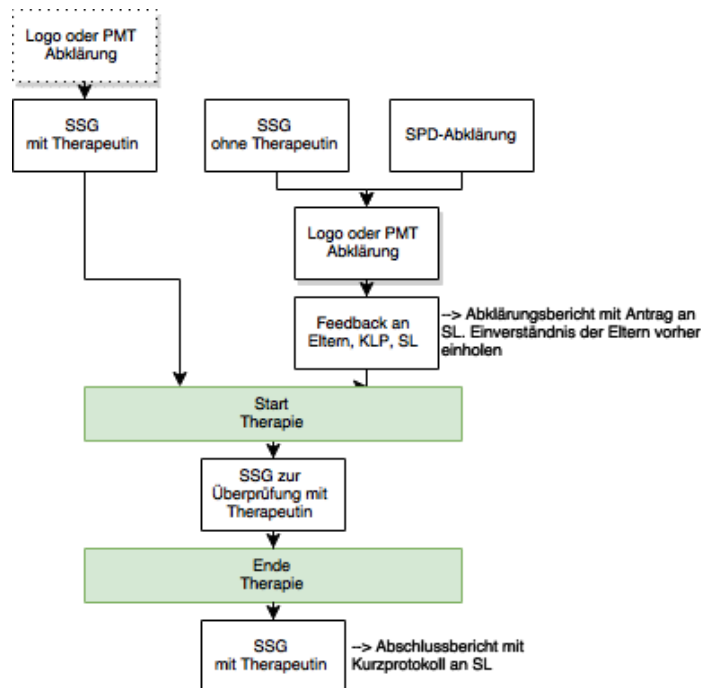 Logo oder PMT
Abklärung
SSG
mit Therapeutin
SSG
ohne Therapeutin
SPD-Abklärung
Logo oder PMT
Abklärung
Feedback an
Eltern, KLP, SL
--> Abklärungsbericht mit Antrag an
SL. Einverständnis der Eltern vorher
einholen
Start
Therapie
SSG zur
Überprüfung mit
Therapeutin
Ende
Therapie
SSG
mit Therapeutin
--> Abschlussbericht mit
Kurzprotokoll an SL